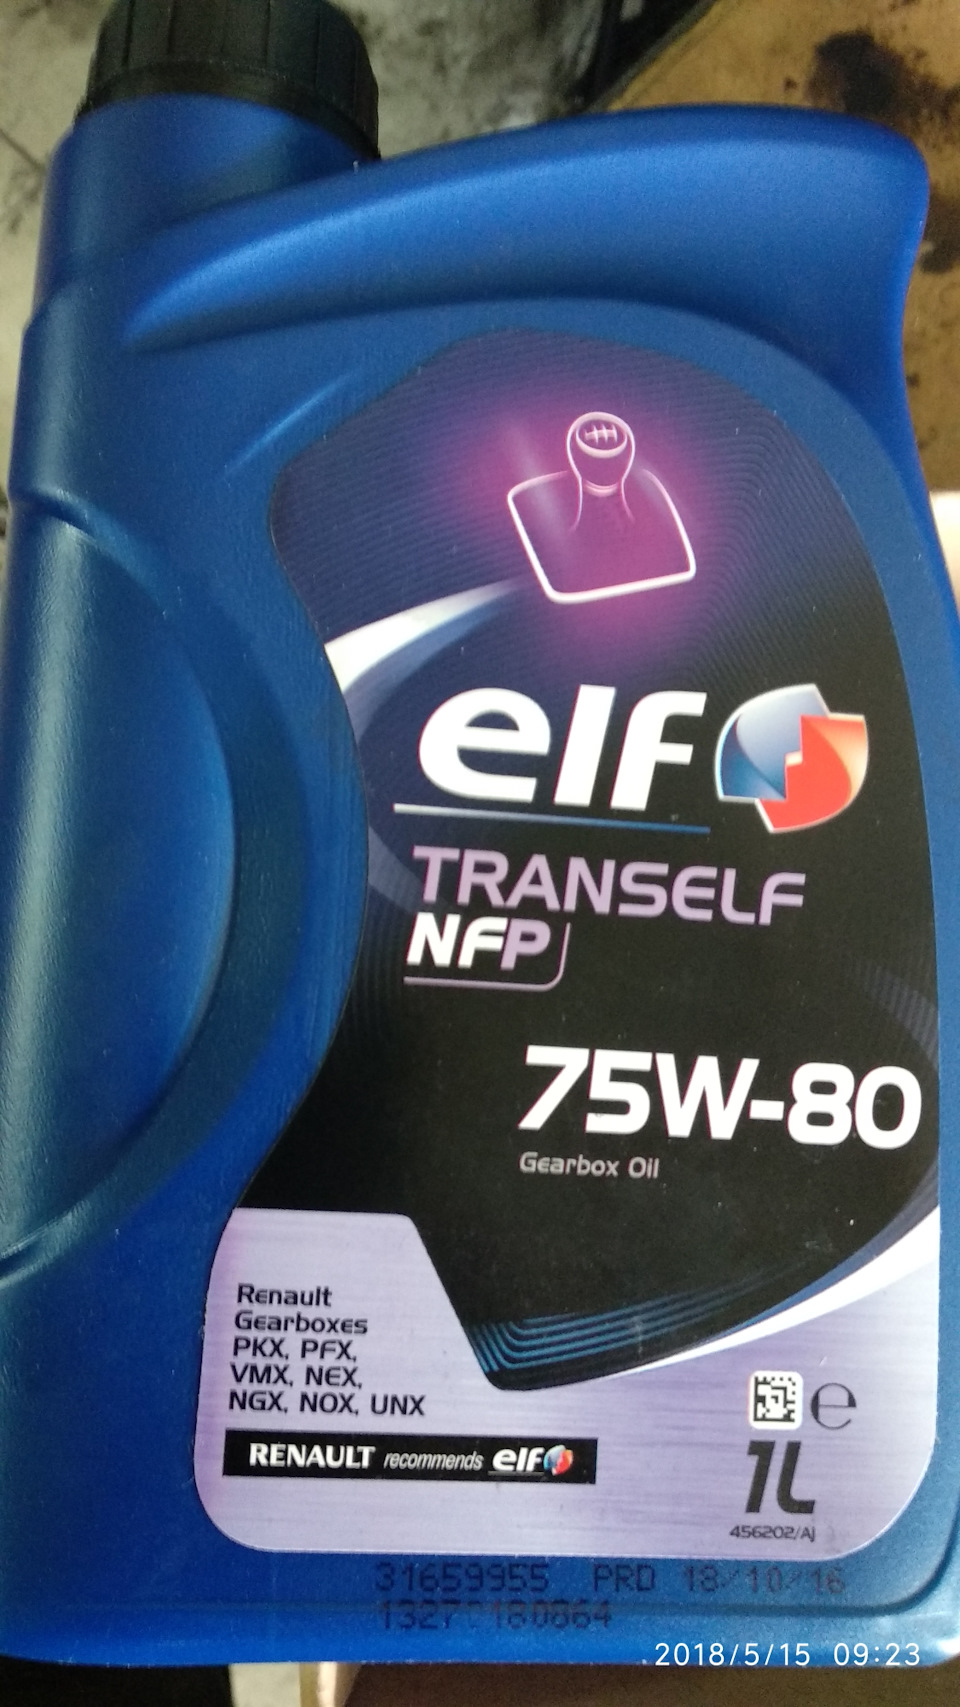 elf
TRANSELF
NFP
75W-80
Gearbox Oil
Renault
Gearboxes
PKX, PFX,
VMX, NEX,
NGX, NOX, UNX
RENAULT recommends elf
e
1L
456202/AJ
31659955 PRD 18/10/16
2018/5/15 09:23